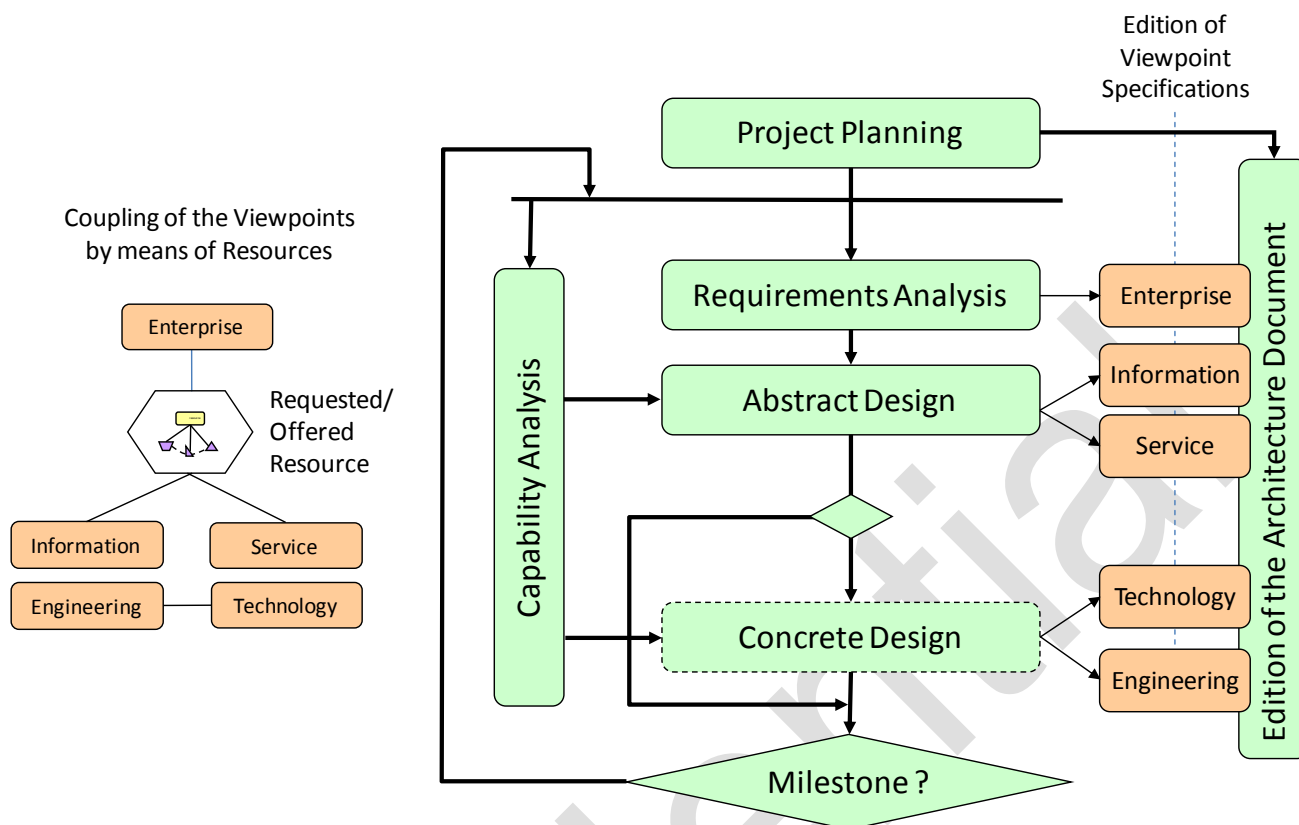 Edition of
Viewpoint
Specifications
Project Planning
Coupling of the Viewpoints
by means of Resources
Enterprise
Requested/
Offered
Resource
Information
Service
Engineering
Technology
Capability Analysis
Requirements Analysis
Abstract Design
Concrete Design
Milestone ?
Enterprise
Information
Service
Technology
Engineering
Edition of the Architecture Document